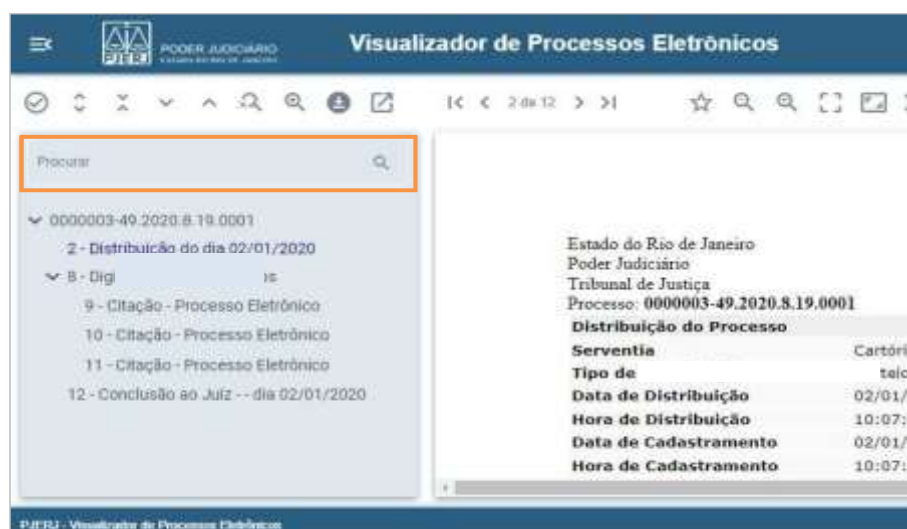 PJERJ
PODER JUDICIÁRIO
ESTADO DO RIO DE JANEIRO
Visualizador de Processos Eletrônicos
2 de 12
Procurar
0000003-49.2020.8.19.0001
2 - Distribuição do dia 02/01/2020
8 - Digi
9 - Citação - Processo Eletrônico
10 - Citação - Processo Eletrônico
11 - Citação - Processo Eletrônico
12 - Conclusão ao Juiz -- dia 02/01/2020
Estado do Rio de Janeiro
Poder Judiciário
Tribunal de Justiça
Processo: 0000003-49.2020.8.19.0001
Distribuição do Processo
Serventia Cartóri
Tipo de
Data de Distribuição 02/01/
Hora de Distribuição 10:07:
Data de Cadastramento 02/01/
Hora de Cadastramento 10:07:
PJERJ - Visualizador de Processos Eletrônicos